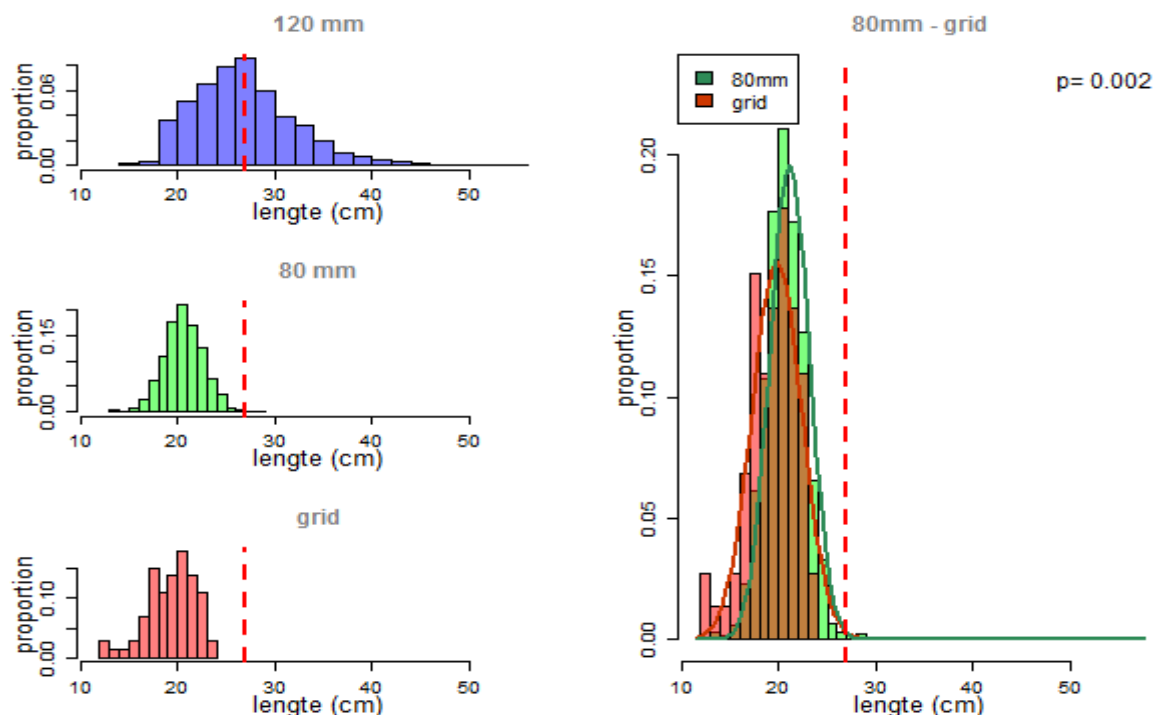 120 mm
proportion
0.00 0.06
10 20 30 40 50
lengte (cm)
80 mm
proportion
0.00 0.15
10 20 30 40 50
lengte (cm)
grid
proportion
0.00 0.10
10 20 30 40 50
lengte (cm)
80mm - grid
80mm
grid
p= 0.002
proportion
0.00 0.05 0.10 0.15 0.20
10 20 30 40 50
lengte (cm)